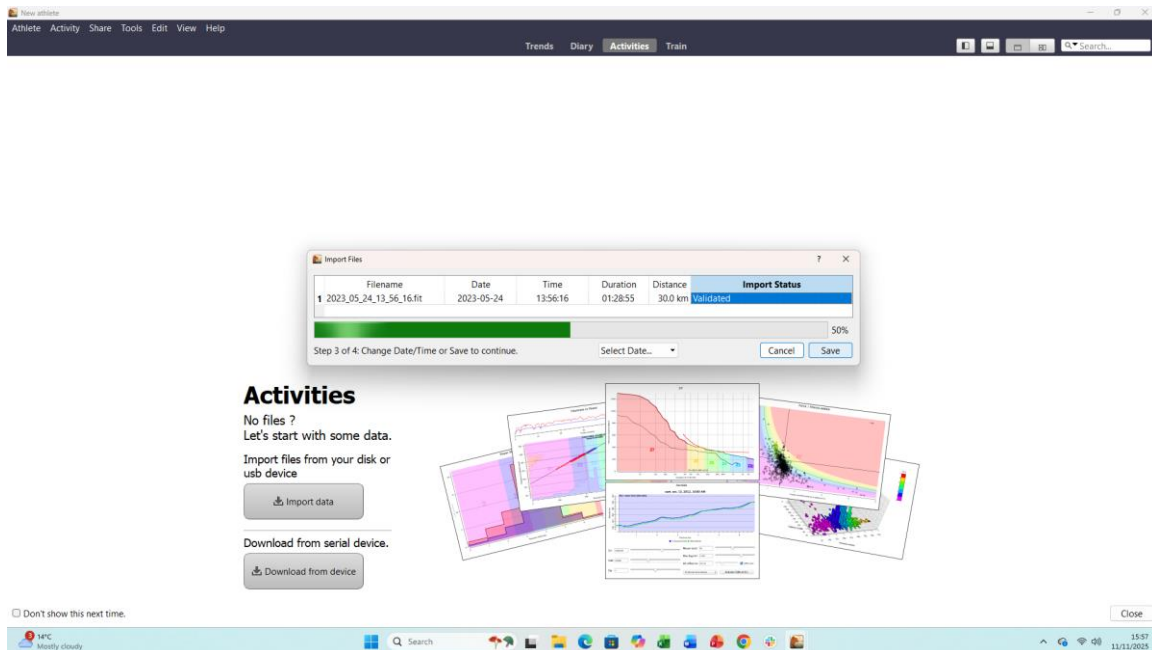 New athlete
Athlete Activity Share Tools Edit View Help
Trends Diary Activities Train
Search...
Import Files
Filename Date Time Duration Distance Import Status
1 2023_05_24_13_56_16.fit 2023-05-24 13:56:16 01:28:55 30.0 km Validated
50%
Step 3 of 4: Change Date/Time or Save to continue. Select Date... Cancel Save
Activities
No files ?
Let's start with some data.
Import files from your disk or
usb device
Import data
Download from serial device.
Download from device
Don't show this next time. Close
3 14°C
Mostly cloudy
Search
15:57
11/11/2025